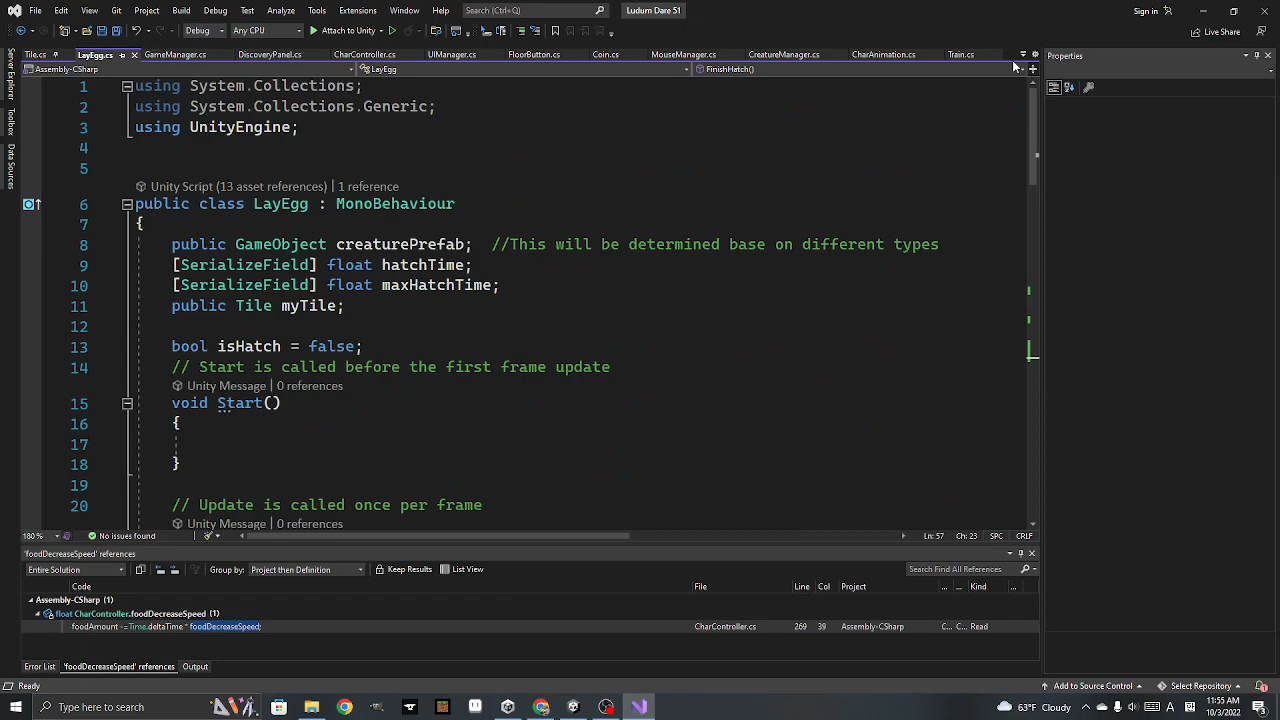 File Edit View Git Project Build Debug Test Analyze Tools Extensions Window Help Search (Ctrl+Q) Ludum Dare 51 Sign in
Debug Any CPU Attach to Unity Live Share
Server Explorer
Toolbox
Data Sources
Tile.cs LayEgg.cs GameManager.cs DiscoveryPanel.cs CharController.cs UIManager.cs FloorButton.cs Coin.cs MouseManager.cs CreatureManager.cs CharAnimation.cs Train.cs Properties
Assembly-CSharp LayEgg FinishHatch()
1 using System.Collections;
2 using System.Collections.Generic;
3 using UnityEngine;
4
5
Unity Script (13 asset references) | 1 reference
6 public class LayEgg : MonoBehaviour
7 {
8 public GameObject creaturePrefab; //This will be determined base on different types
9 [SerializeField] float hatchTime;
10 [SerializeField] float maxHatchTime;
11 public Tile myTile;
12
13 bool isHatch = false;
14 // Start is called before the first frame update
Unity Message | 0 references
15 void Start()
16 {
17
18 }
19
20 // Update is called once per frame
Unity Message | 0 references
180 % No issues found Ln: 57 Ch: 23 SPC CRLF
'foodDecreaseSpeed' references
Entire Solution Group by: Project then Definition Keep Results List View Search Find All References
Code File Line Col Project ... ... Kind ...
Assembly-CSharp (1)
float CharController.foodDecreaseSpeed (1)
foodAmount -=Time.deltaTime * foodDecreaseSpeed; CharController.cs 269 39 Assembly-CSharp C... C... Read
Error List 'foodDecreaseSpeed' references Output
Ready Add to Source Control Select Repository 1
Type here to search 68°F Cloudy A 11:55 AM
10/3/2022